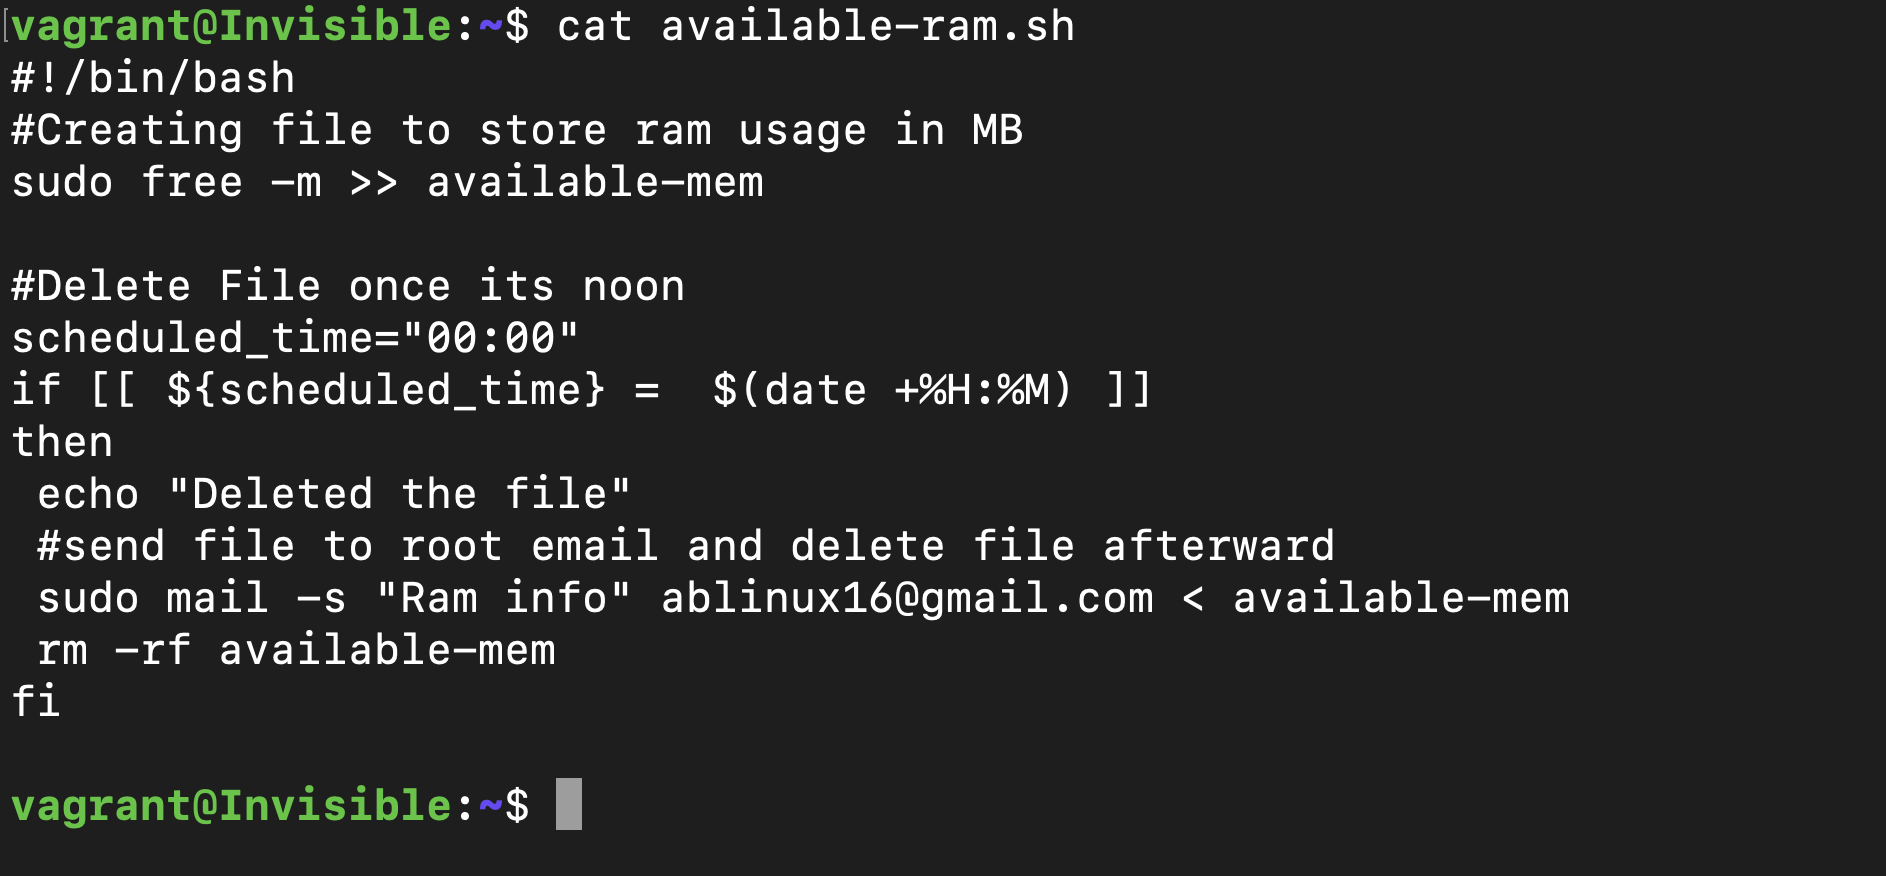 vagrant@Invisible:~$ cat available-ram.sh
#!/bin/bash
#Creating file to store ram usage in MB
sudo free -m >> available-mem
#Delete File once its noon
scheduled_time="00:00"
if [[ ${scheduled_time} =  $(date +%H:%M) ]]
then
 echo "Deleted the file"
 #send file to root email and delete file afterward
 sudo mail -s "Ram info" ablinux16@gmail.com < available-mem
 rm -rf available-mem
fi
vagrant@Invisible:~$